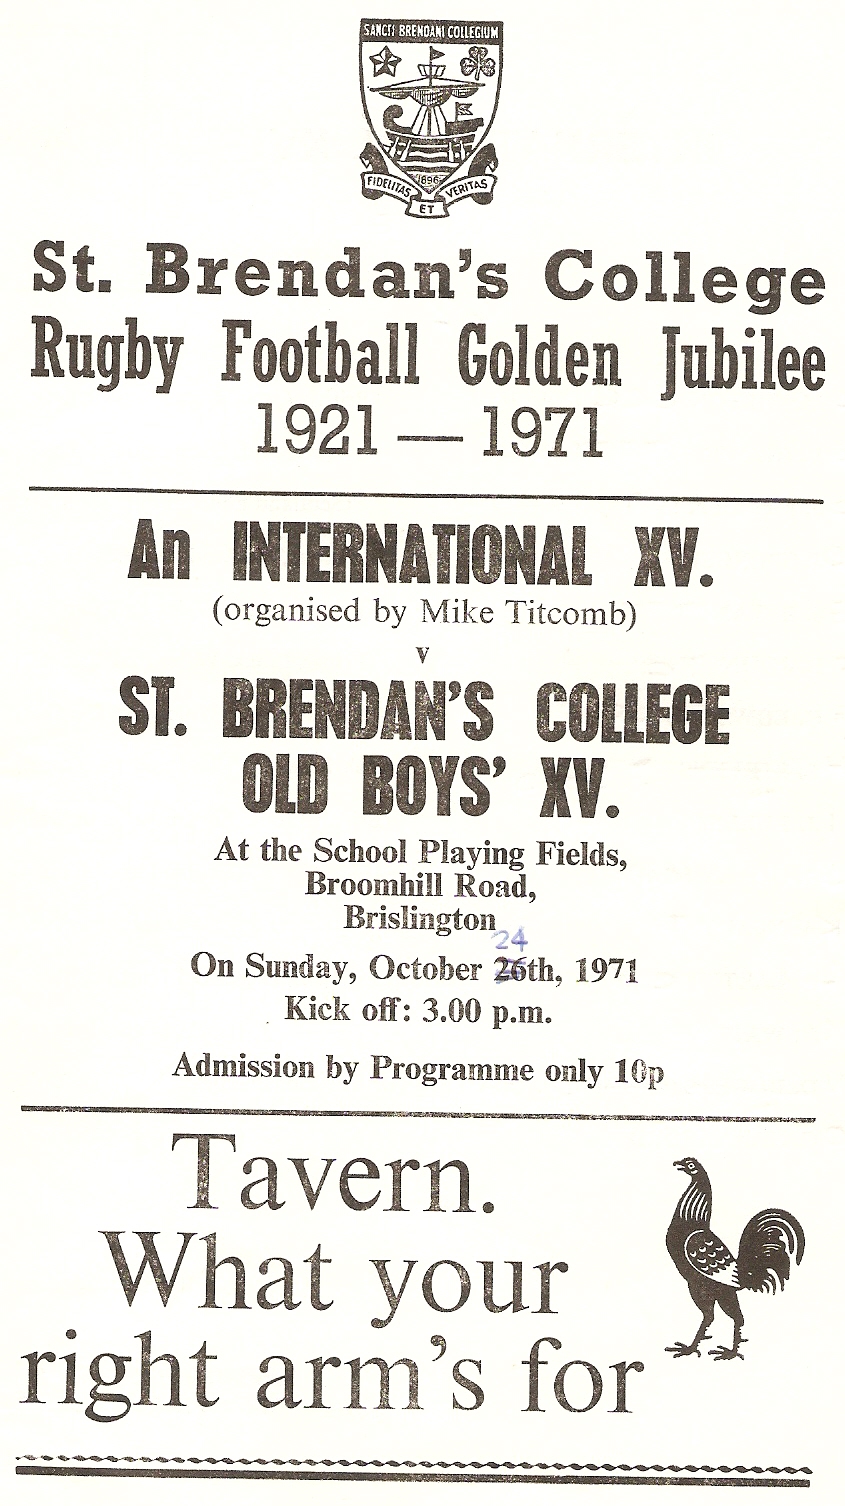 SANCTI BRENDANI COLLEGIUM
1896
FIDELITAS ET VERITAS
St. Brendan's College
Rugby Football Golden Jubilee
1921 — 1971
An INTERNATIONAL XV.
(organised by Mike Titcomb)
v
ST. BRENDAN'S COLLEGE
OLD BOYS' XV.
At the School Playing Fields,
Broomhill Road,
Brislington
24
On Sunday, October 26th, 1971
Kick off: 3.00 p.m.
Admission by Programme only 10p
Tavern.
What your
right arm's for